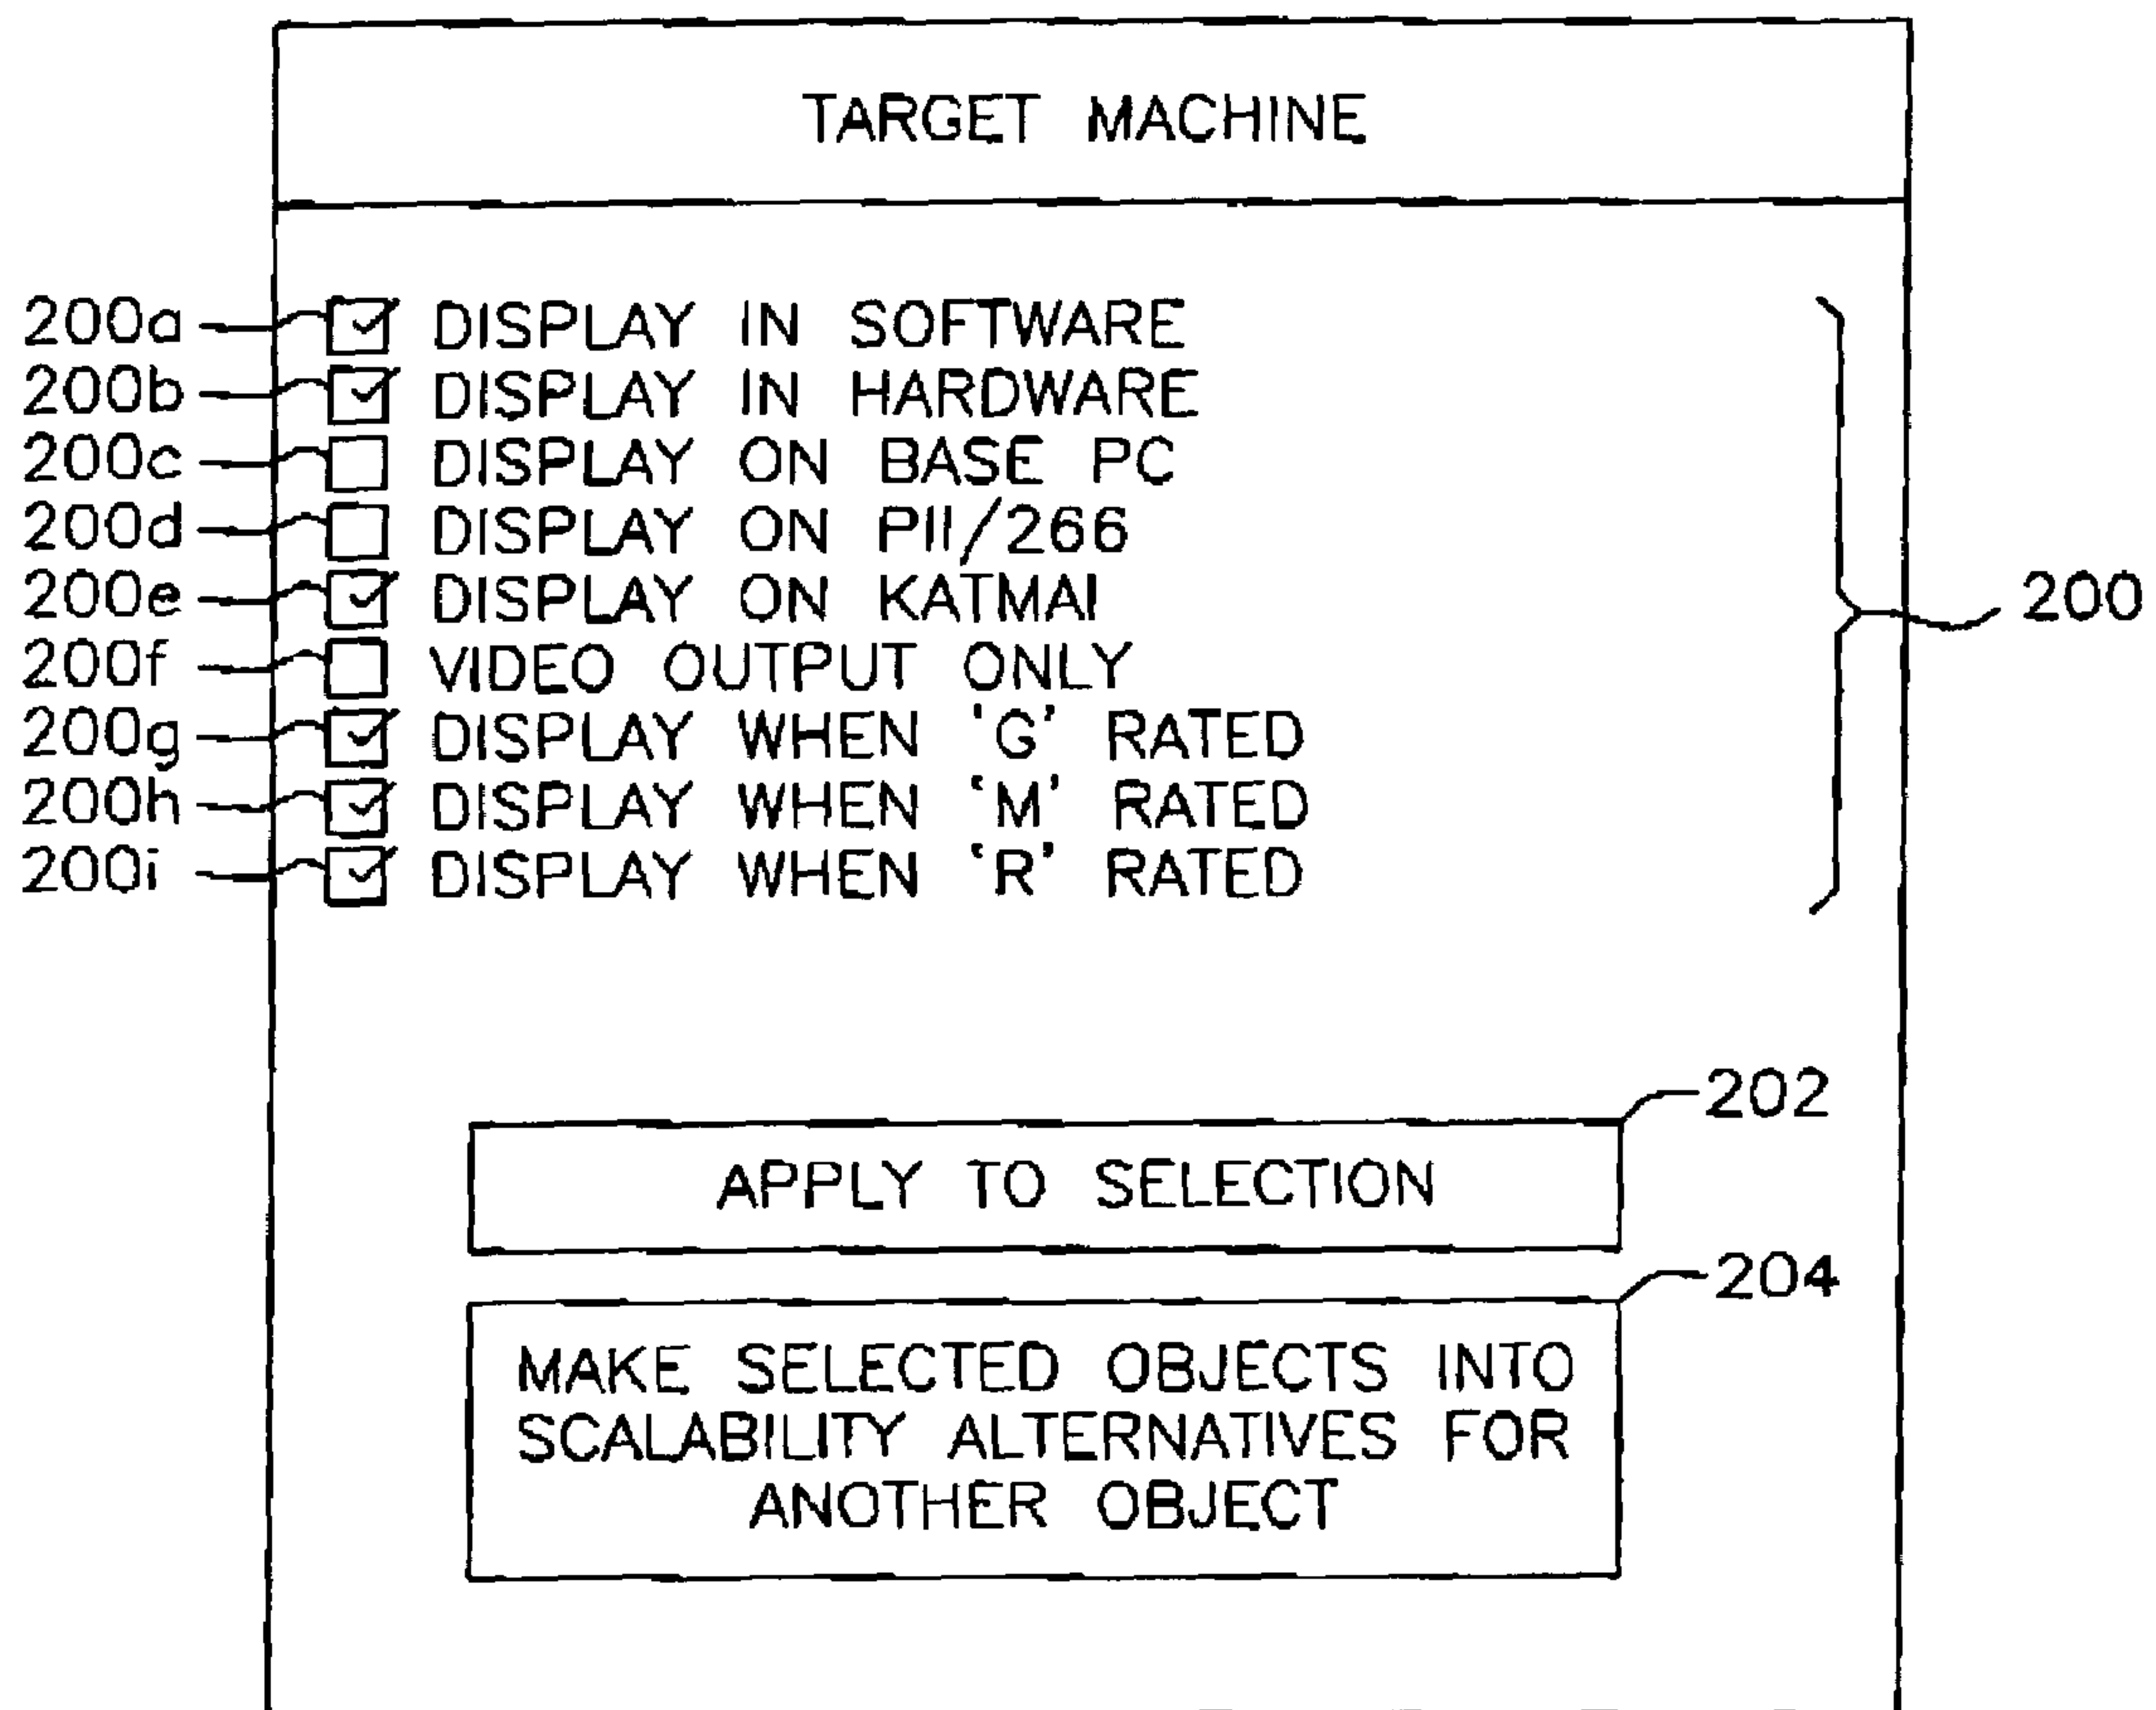 TARGET MACHINE
200a DISPLAY IN SOFTWARE
200b DISPLAY IN HARDWARE
200c DISPLAY ON BASE PC
200d DISPLAY ON PII/266
200e DISPLAY ON KATMAI
200f VIDEO OUTPUT ONLY
200g DISPLAY WHEN 'G' RATED
200h DISPLAY WHEN 'M' RATED
200i DISPLAY WHEN 'R' RATED
200
202
APPLY TO SELECTION
204
MAKE SELECTED OBJECTS INTO
SCALABILITY ALTERNATIVES FOR
ANOTHER OBJECT